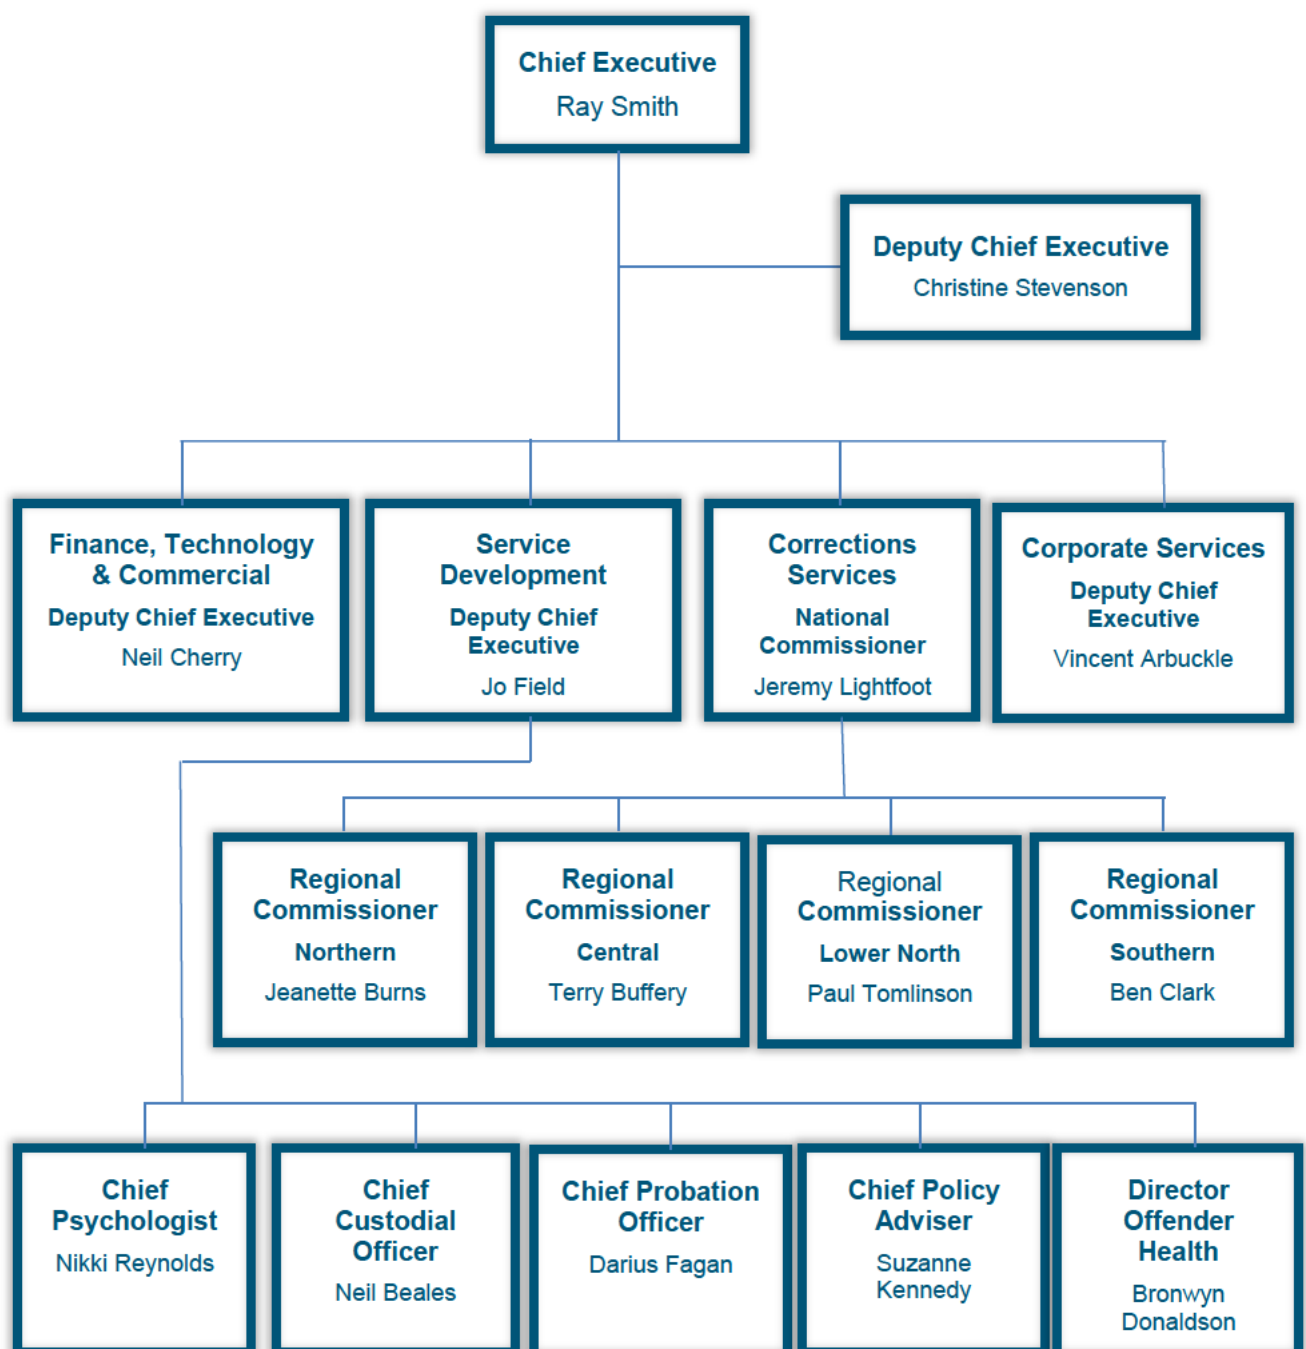 Chief Executive
Ray Smith
Deputy Chief Executive
Christine Stevenson
Finance, Technology
& Commercial
Deputy Chief Executive
Neil Cherry
Service
Development
Deputy Chief
Executive
Jo Field
Corrections
Services
National
Commissioner
Jeremy Lightfoot
Corporate Services
Deputy Chief
Executive
Vincent Arbuckle
Regional
Commissioner
Northern
Jeanette Burns
Regional
Commissioner
Central
Terry Buffery
Regional
Commissioner
Lower North
Paul Tomlinson
Regional
Commissioner
Southern
Ben Clark
Chief
Psychologist
Nikki Reynolds
Chief
Custodial
Officer
Neil Beales
Chief Probation
Officer
Darius Fagan
Chief Policy
Adviser
Suzanne
Kennedy
Director
Offender
Health
Bronwyn
Donaldson